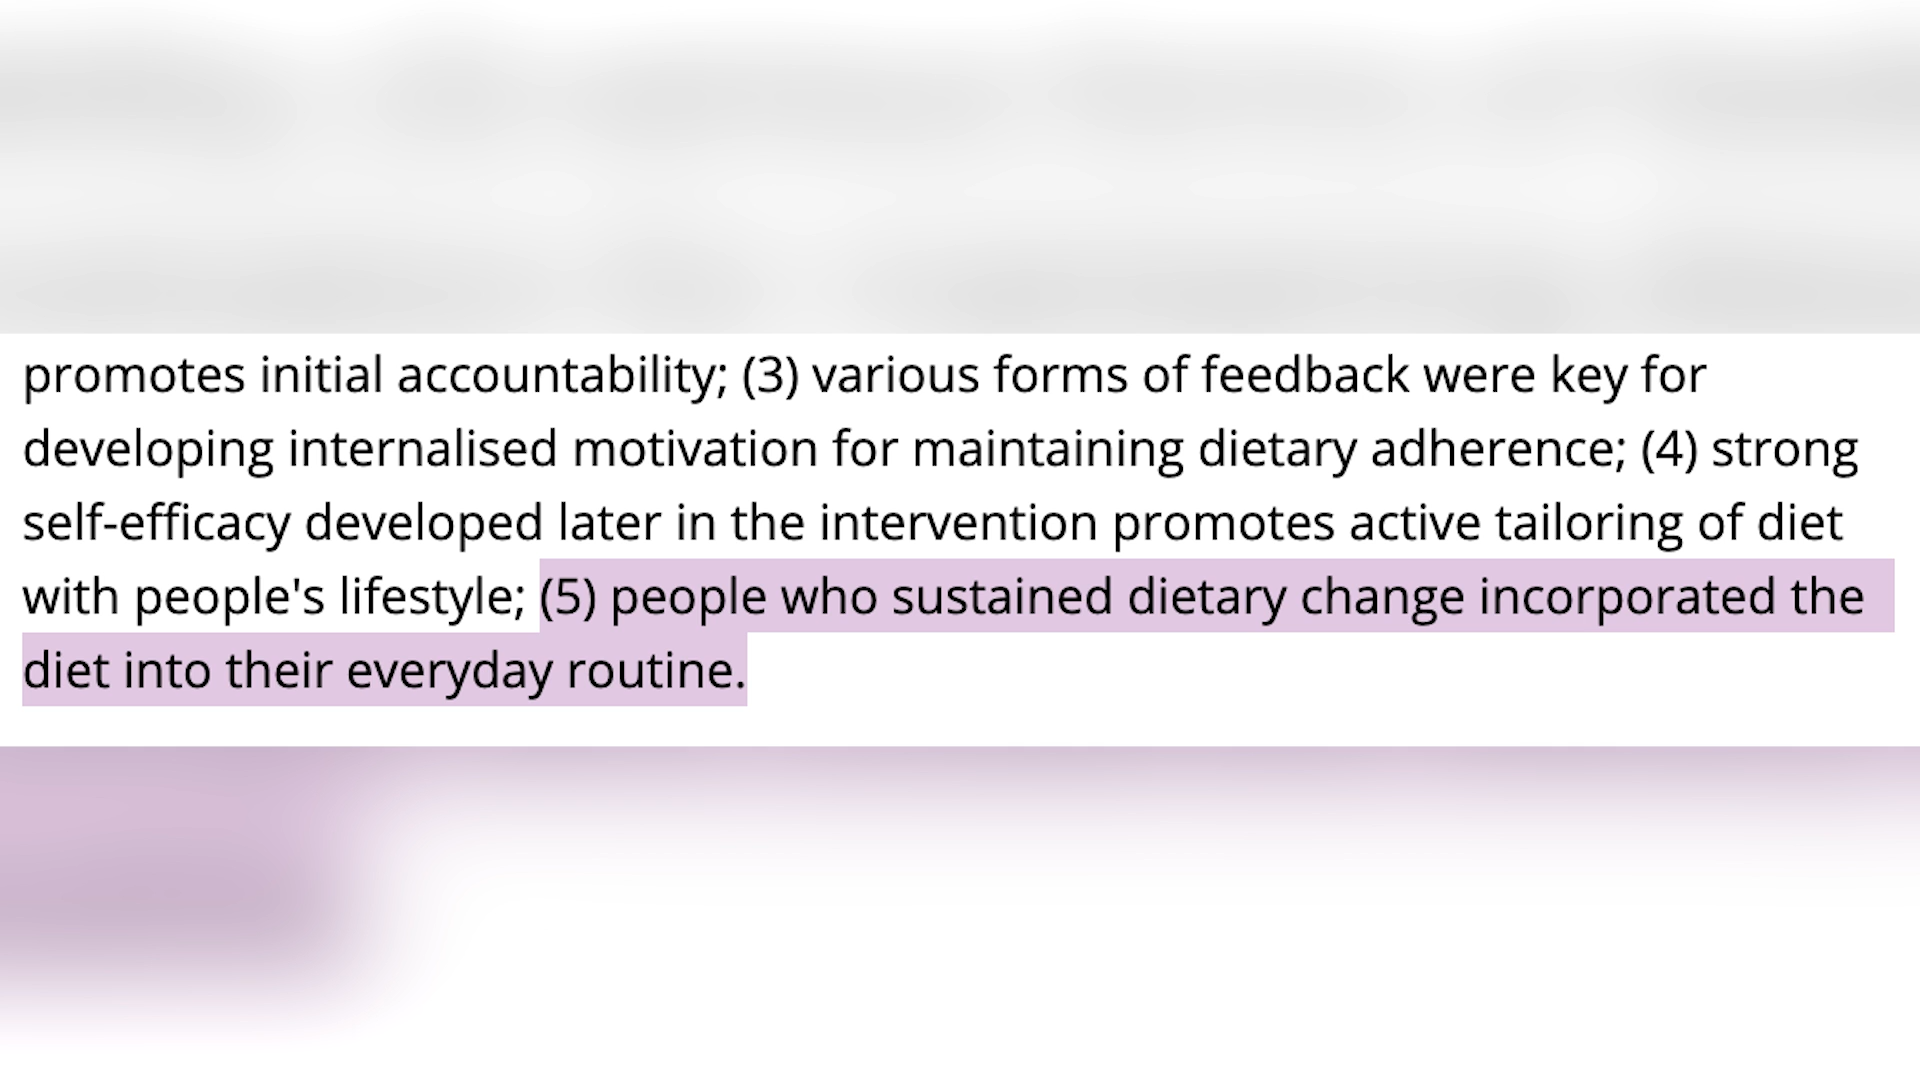 promotes initial accountability; (3) various forms of feedback were key for
developing internalised motivation for maintaining dietary adherence; (4) strong
self-efficacy developed later in the intervention promotes active tailoring of diet
with people's lifestyle; (5) people who sustained dietary change incorporated the
diet into their everyday routine.